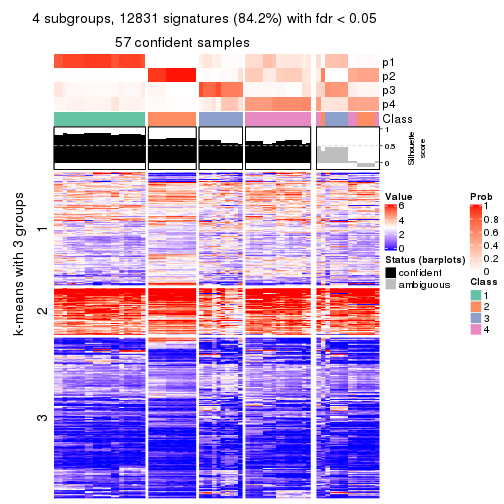 4 subgroups, 12831 signatures (84.2%) with fdr < 0.05
57 confident samples
p1
p2
p3
p4
Class
1
0.5
0
Silhouette
score
k-means with 3 groups
1
2
3
Value
6
4
2
0
Status (barplots)
confident
ambiguous
Prob
1
0.8
0.6
0.4
0.2
0
Class
1
2
3
4